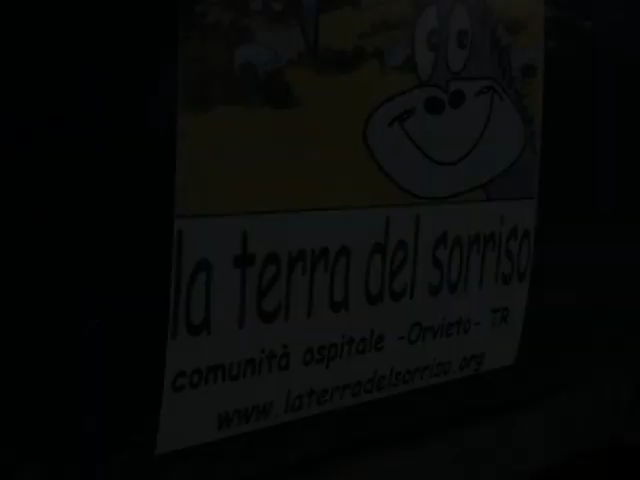 la terra del sorriso
comunità ospitale -Orvieto- TR
www.laterradelsorriso.org